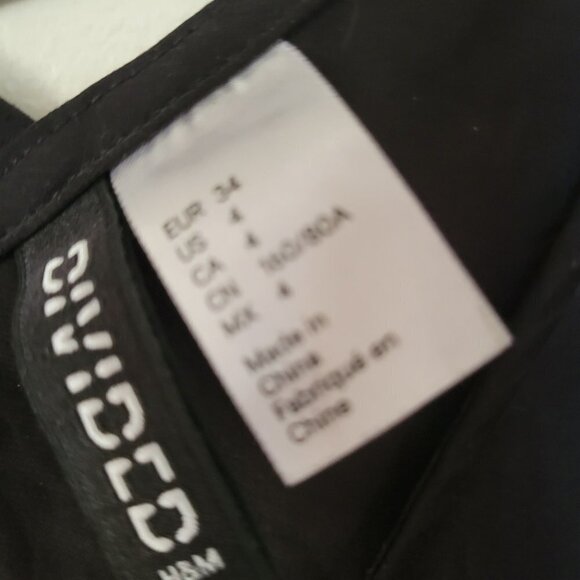 EUR 34
US 4
CA 4
CN 160/80A
MX 4
Made in
China
Fabriqué en
Chine
DIVIDED
H&M